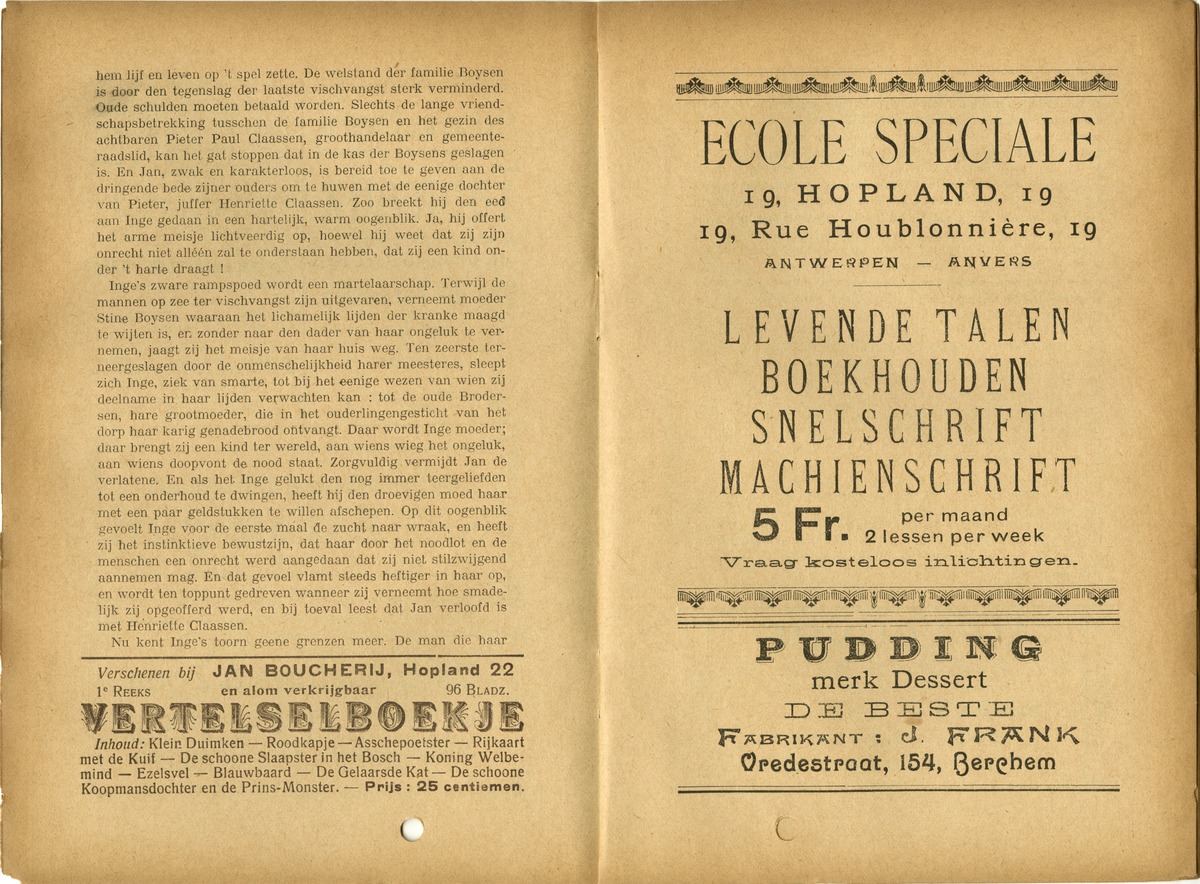 hem lijf en leven op 't spel zette. De welstand der familie Boysen
is door den tegenslag der laatste vischvangst sterk verminderd.
Oude schulden moeten betaald worden. Slechts de lange vriend-
schapsbetrekking tusschen de familie Boysen en het gezin des
achtbaren Pieter Paul Claassen, groothandelaar en gemeente-
raadslid, kan het gat stoppen dat in de kas der Boysens geslagen
is. En Jan, zwak en karakterloos, is bereid toe te geven aan de
dringende bede zijner ouders om te huwen met de eenige dochter
van Pieter, juffer Henriette Claassen. Zoo breekt hij den eed
aan Inge gedaan in een hartelijk, warm oogenblik. Ja, hij offert
het arme meisje lichtveerdig op, hoewel hij weet dat zij zijn
onrecht niet alléén zal te onderstaan hebben, dat zij een kind on-
der 't harte draagt !
Inge's zware rampspoed wordt een martelaarschap. Terwijl de
mannen op zee ter vischvangst zijn uitgevaren, verneemt moeder
Stine Boysen waaraan het lichamelijk lijden der kranke maagd
te wijten is, en zonder naar den dader van haar ongeluk te ver-
nemen, jaagt zij het meisje van haar huis weg. Ten zeerste ter-
neergeslagen door de onmenschelijkheid harer meesteres, sleept
zich Inge, ziek van smarte, tot bij het eenige wezen van wien zij
deelname in haar lijden verwachten kan : tot de oude Broder-
sen, hare grootmoeder, die in het ouderlingengesticht van het
dorp haar karig genadebrood ontvangt. Daar wordt Inge moeder;
daar brengt zij een kind ter wereld, aan wiens wieg het ongeluk,
aan wiens doopvont de nood staat. Zorgvuldig vermijdt Jan de
verlatene. En als het Inge gelukt den nog immer teergeliefden
tot een onderhoud te dwingen, heeft hij den droevigen moed haar
met een paar geldstukken te willen afschepen. Op dit oogenblik
gevoelt Inge voor de eerste maal de zucht naar wraak, en heeft
zij het instinktieve bewustzijn, dat haar door het noodlot en de
menschen een onrecht werd aangedaan dat zij niet stilzwijgend
aannemen mag. En dat gevoel vlamt steeds heftiger in haar op,
en wordt ten toppunt gedreven wanneer zij verneemt hoe smade-
lijk zij opgeofferd werd, en bij toeval leest dat Jan verloofd is
met Henriette Claassen.
Nu kent Inge's toorn geene grenzen meer. De man die haar
Verschenen bij JAN BOUCHERIJ, Hopland 22
1e REEKS en alom verkrijgbaar 96 BLADZ.
VERTELSELBOEKJE
Inhoud: Klein Duimken — Roodkapje — Asschepoetster — Rijkaart
met de Kuif — De schoone Slaapster in het Bosch — Koning Welbe-
mind — Ezelsvel — Blauwbaard — De Gelaarsde Kat — De schoone
Koopmansdochter en de Prins-Monster. — Prijs : 25 centiemen.
ECOLE SPECIALE
19, HOPLAND, 19
19, Rue Houblonnière, 19
ANTWERPEN — ANVERS
LEVENDE TALEN
BOEKHOUDEN
SNELSCHRIFT
MACHIENSCHRIFT
5 Fr. per maand
2 lessen per week
Vraag kosteloos inlichtingen.
PUDDING
merk Dessert
DE BESTE
FABRIKANT : J. FRANK
Vredestraat, 154, Berchem